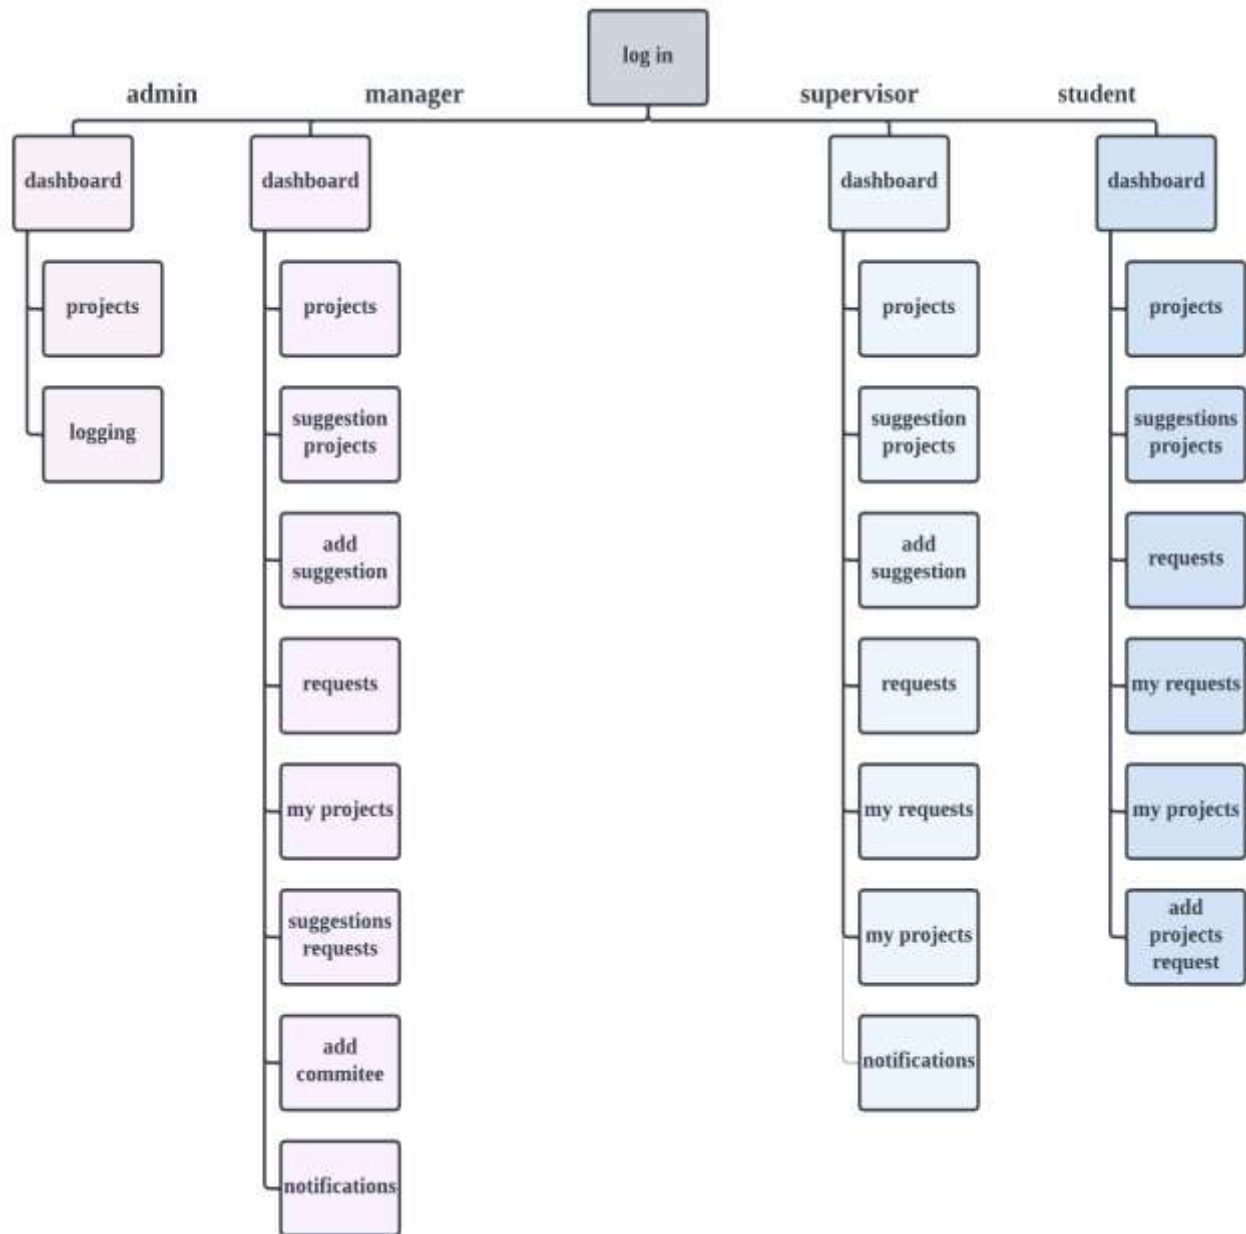 log in
admin
manager
supervisor
student
dashboard
dashboard
dashboard
dashboard
projects
projects
projects
projects
logging
suggestion
projects
suggestion
projects
suggestions
projects
add
suggestion
add
suggestion
requests
requests
requests
my requests
my projects
my requests
my projects
suggestions
requests
my projects
add
projects
request
add
commitee
notifications
notifications